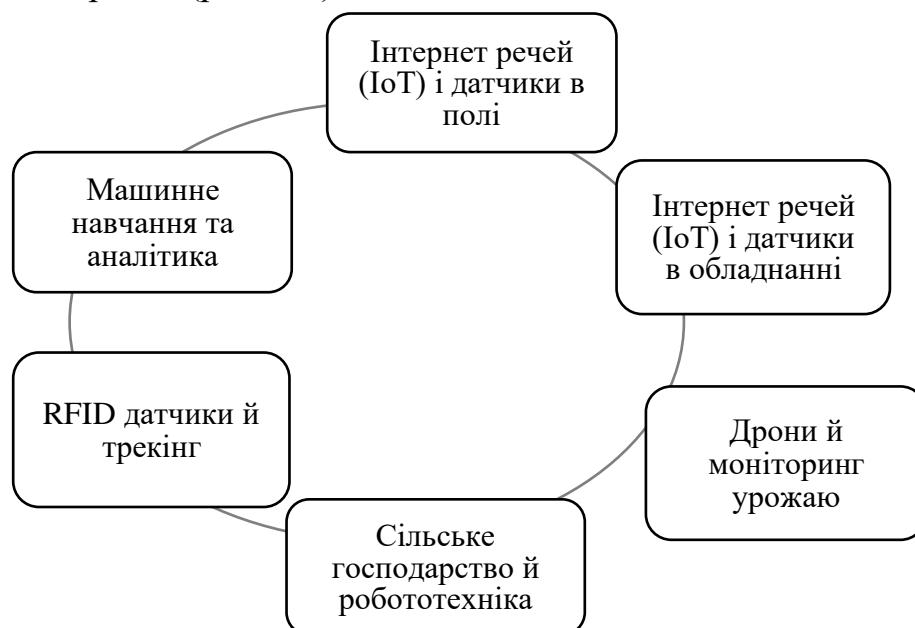 Інтернет речей
(IoT) і датчики в
полі
Інтернет речей
(IoT) і датчики
в обладнанні
Дрони й
моніторинг
урожаю
Сільське
господарство й
робототехніка
RFID датчики й
трекінг
Машинне
навчання та
аналітика